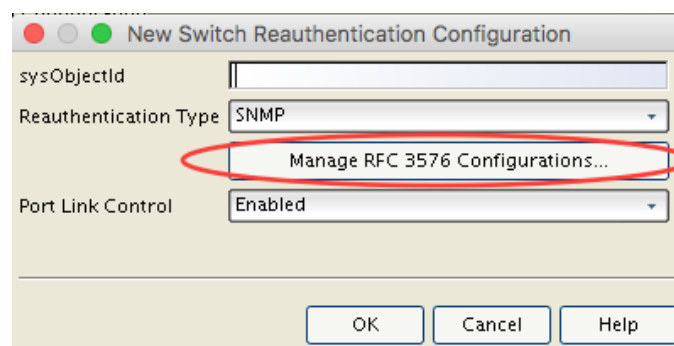 New Switch Reauthentication Configuration
sysObjectId
Reauthentication Type SNMP
Manage RFC 3576 Configurations...
Port Link Control Enabled
OK Cancel Help